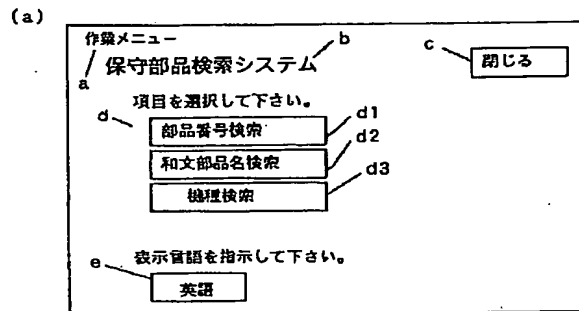 (a)
作業メニュー
b
c
保守部品検索システム
閉じる
a
項目を選択して下さい。
d
d1
部品番号検索
d2
和文部品名検索
d3
機種検索
e
表示言語を指示して下さい。
英語